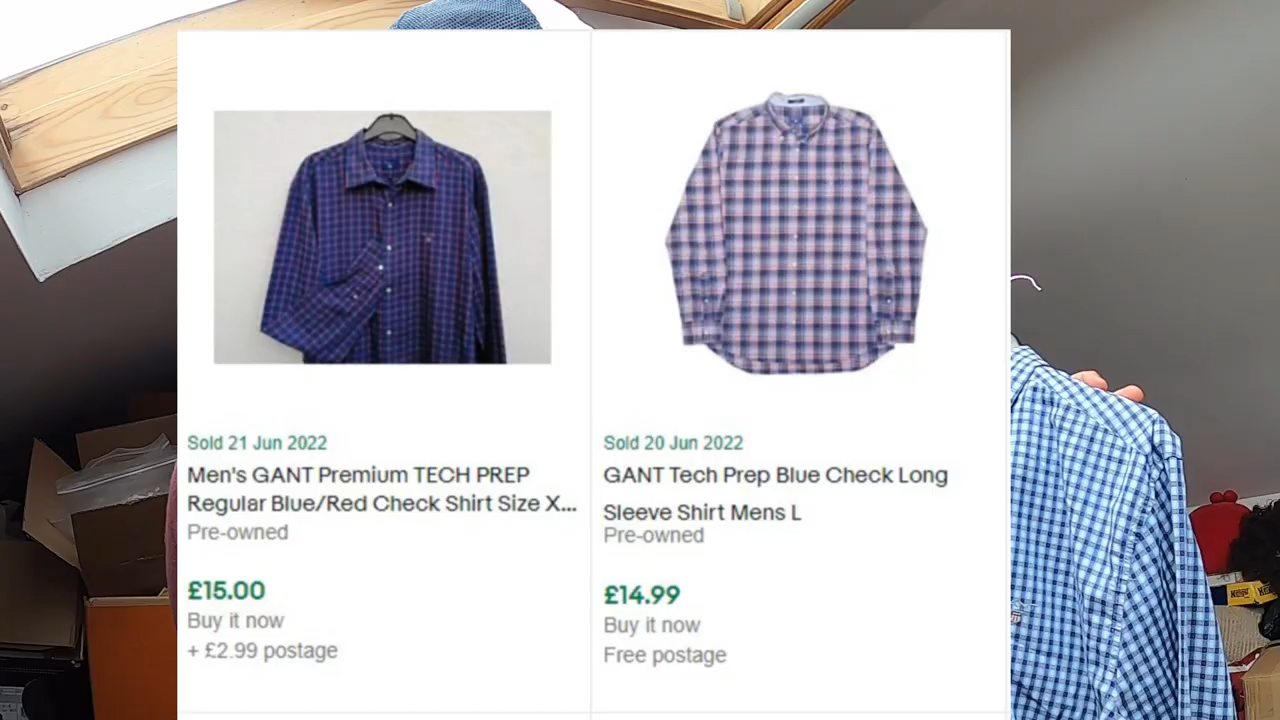 Sold 21 Jun 2022
Men's GANT Premium TECH PREP
Regular Blue/Red Check Shirt Size X...
Pre-owned
£15.00
Buy it now
+ £2.99 postage
Sold 20 Jun 2022
GANT Tech Prep Blue Check Long
Sleeve Shirt Mens L
Pre-owned
£14.99
Buy it now
Free postage